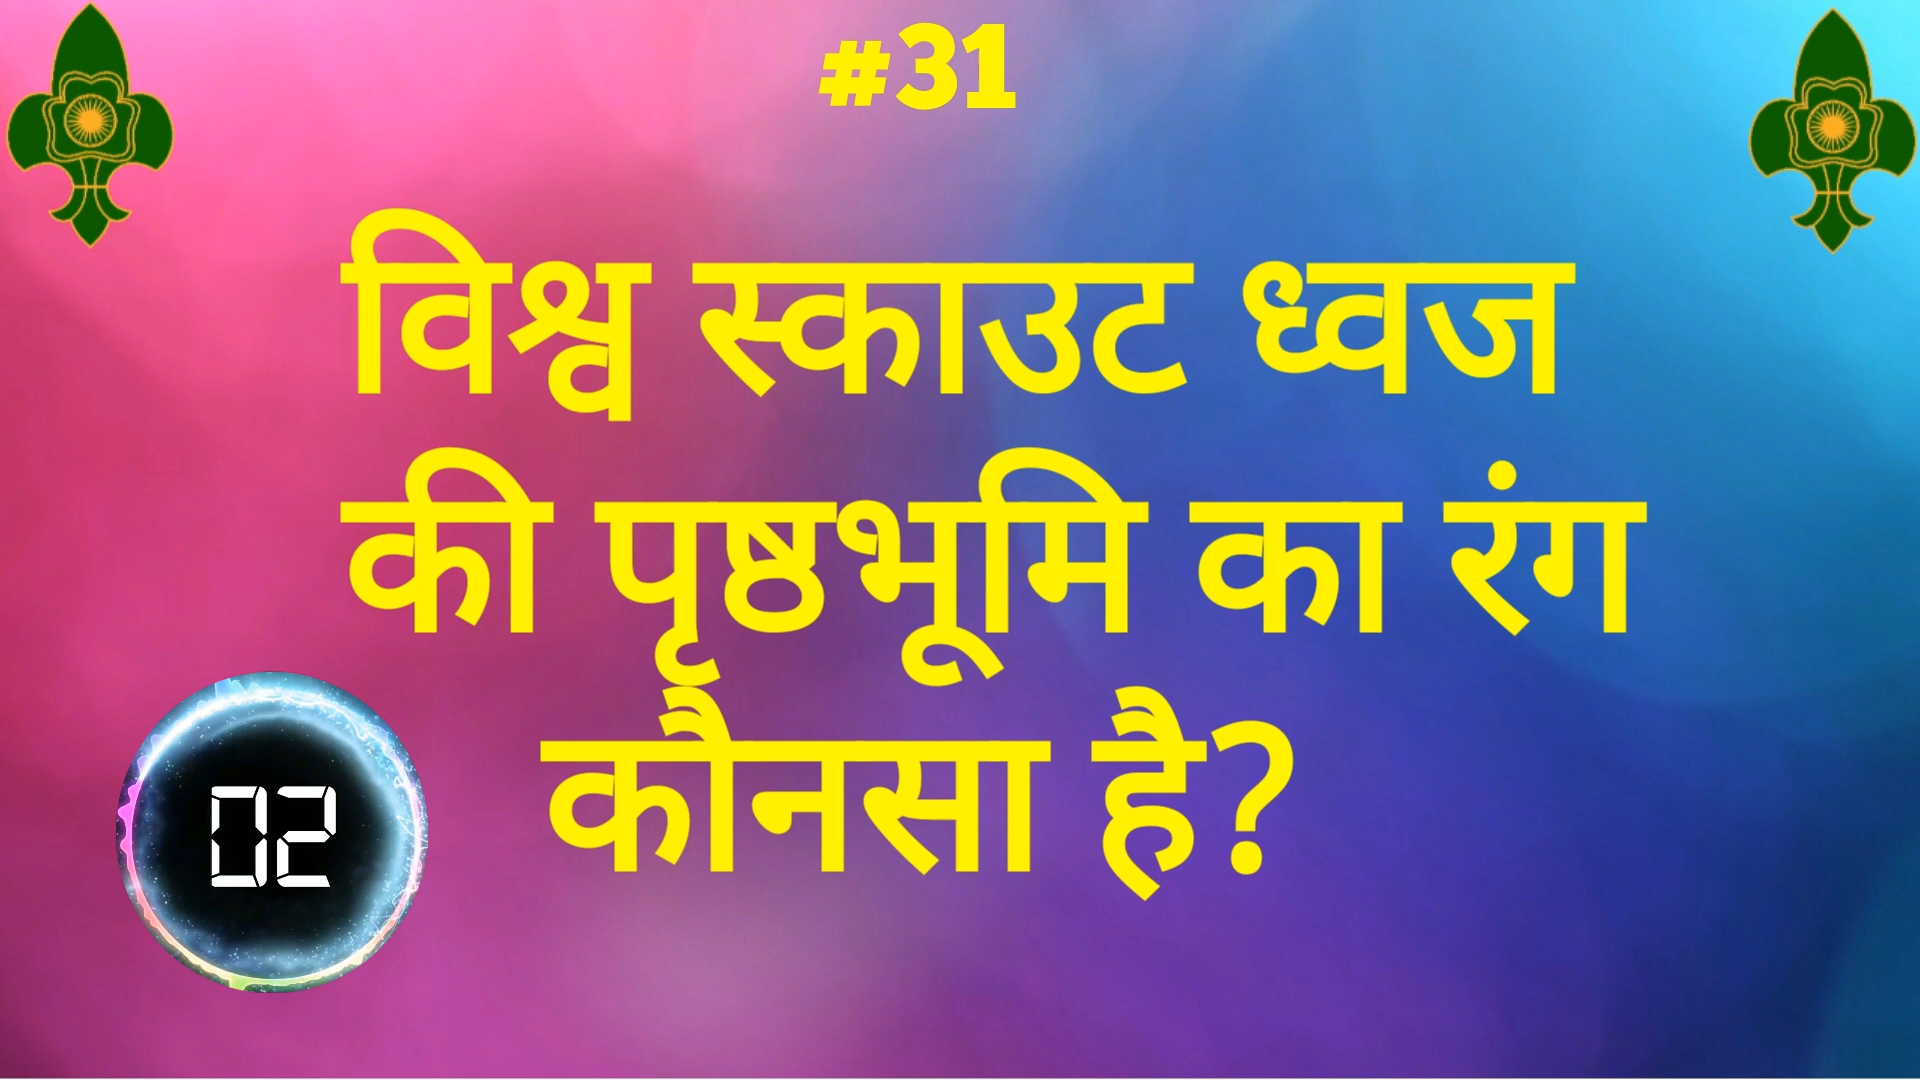 #31
विश्व स्काउट ध्वज
की पृष्ठभूमि का रंग
कौनसा है?
02